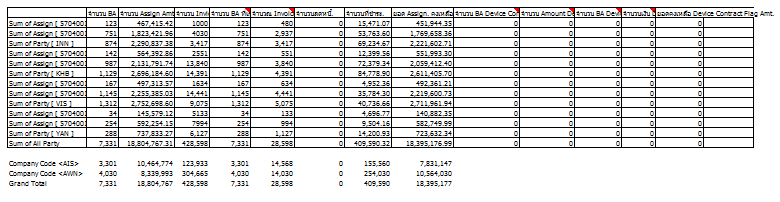 จำนวน BA จำนวน Assign Amt จำนวน Invoi จำนวน BA จำนวณ Invoic จำนวนลดหนี้. จำนวนที่ชำระ. ยอด Assign. คงเหลือ จำนวน BA Device Co จำนวน Amount D จำนวน BA Dev จำนวนเงิน ยอดคงเหลือ Device Contract Flag Amt.
Sum of Assign [ 570400 123 467,415.42 1000 123 480 0 15,471.07 451,944.35 0 0 0 0 0
Sum of Assign [ 570400 751 1,823,421.96 4030 751 2,937 0 53,763.60 1,769,658.36 0 0 0 0 0
Sum of Party [ INN ] 874 2,290,837.38 3,417 874 3,417 0 69,234.67 2,221,602.71 0 0 0 0 0
Sum of Assign [ 570400 142 564,392.86 2551 142 551 0 12,399.56 551,993.30 0 0 0 0 0
Sum of Assign [ 570400 987 2,131,791.74 13,840 987 3,840 0 72,379.34 2,059,412.40 0 0 0 0 0
Sum of Party [ KHB ] 1,129 2,696,184.60 14,391 1,129 4,391 0 84,778.90 2,611,405.70 0 0 0 0 0
Sum of Assign [ 570400 167 497,313.57 1634 167 634 0 4,952.36 492,361.21 0 0 0 0 0
Sum of Assign [ 570400 1,145 2,255,385.03 14,441 1,145 4,441 0 35,784.30 2,219,600.73 0 0 0 0 0
Sum of Party [ VIS ] 1,312 2,752,698.60 9,075 1,312 5,075 0 40,736.66 2,711,961.94 0 0 0 0 0
Sum of Assign [ 570400 34 145,579.12 5133 34 133 0 4,696.77 140,882.35 0 0 0 0 0
Sum of Assign [ 570400 254 592,254.15 7994 254 994 0 9,504.16 582,749.99 0 0 0 0 0
Sum of Party [ YAN ] 288 737,833.27 6,127 288 1,127 0 14,200.93 723,632.34 0 0 0 0 0
Sum of All Party 7,331 18,804,767.31 428,598 7,331 28,598 0 409,590.32 18,395,176.99 0 0 0 0 0
Company Code <AIS> 3,301 10,464,774 123,933 3,301 14,568 0 155,560 7,831,147
Company Code <AWN> 4,030 8,339,993 304,665 4,030 14,030 0 254,030 10,564,030
Grand Total 7,331 18,804,767 428,598 7,331 28,598 0 409,590 18,395,177